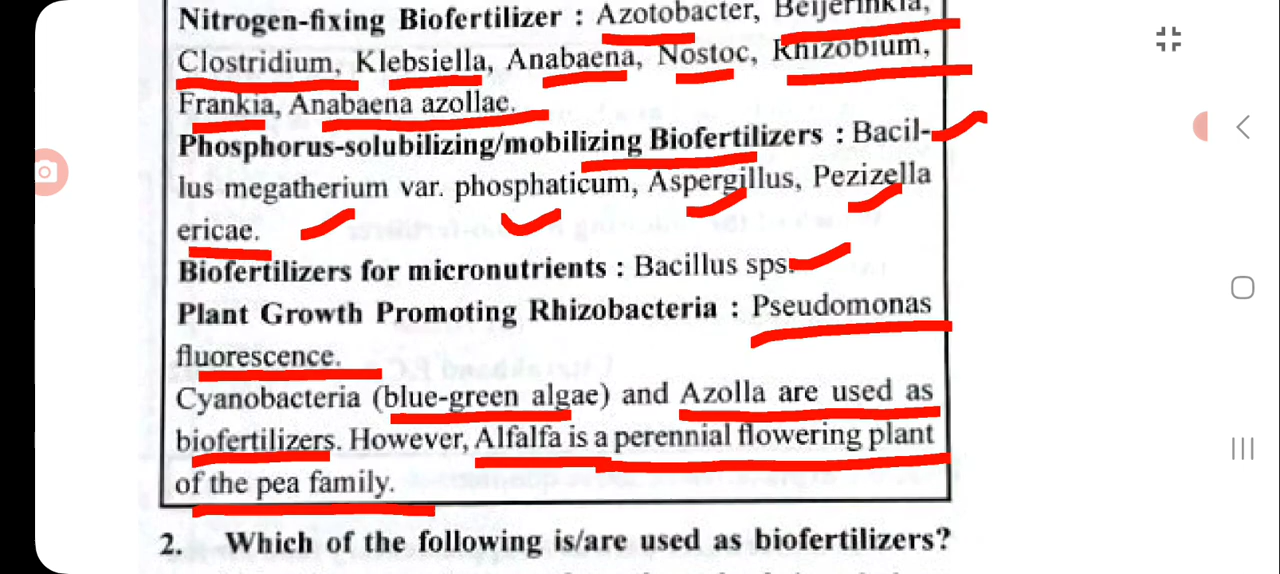 Nitrogen-fixing Biofertilizer : Azotobacter, Beijerinkia,
Clostridium, Klebsiella, Anabaena, Nostoc, Rhizobium,
Frankia, Anabaena azollae.
Phosphorus-solubilizing/mobilizing Biofertilizers : Bacil-
lus megatherium var. phosphaticum, Aspergillus, Pezizella
ericae.
Biofertilizers for micronutrients : Bacillus sps.
Plant Growth Promoting Rhizobacteria : Pseudomonas
fluorescence.
Cyanobacteria (blue-green algae) and Azolla are used as
biofertilizers. However, Alfalfa is a perennial flowering plant
of the pea family.
2. Which of the following is/are used as biofertilizers?